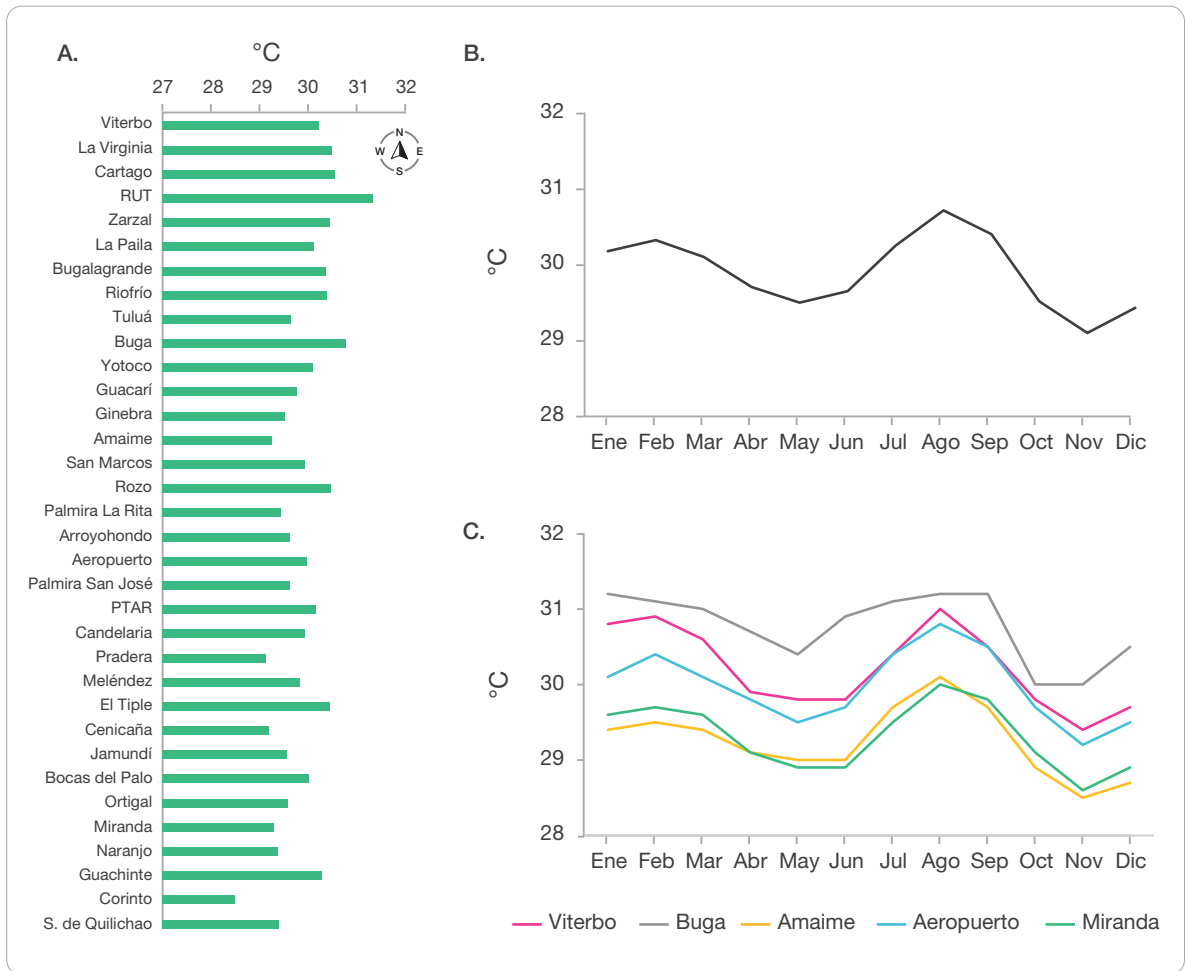 A.
°C
27 28 29 30 31 32
N
W E
S
Viterbo
La Virginia
Cartago
RUT
Zarzal
La Paila
Bugalagrande
Riofrío
Tuluá
Buga
Yotoco
Guacarí
Ginebra
Amaime
San Marcos
Rozo
Palmira La Rita
Arroyohondo
Aeropuerto
Palmira San José
PTAR
Candelaria
Pradera
Meléndez
El Tiple
Cenicaña
Jamundí
Bocas del Palo
Ortigal
Miranda
Naranjo
Guachinte
Corinto
S. de Quilichao
B.
°C
32
31
30
29
28
Ene Feb Mar Abr May Jun Jul Ago Sep Oct Nov Dic
C.
°C
32
31
30
29
28
Ene Feb Mar Abr May Jun Jul Ago Sep Oct Nov Dic
Viterbo Buga Amaime Aeropuerto Miranda